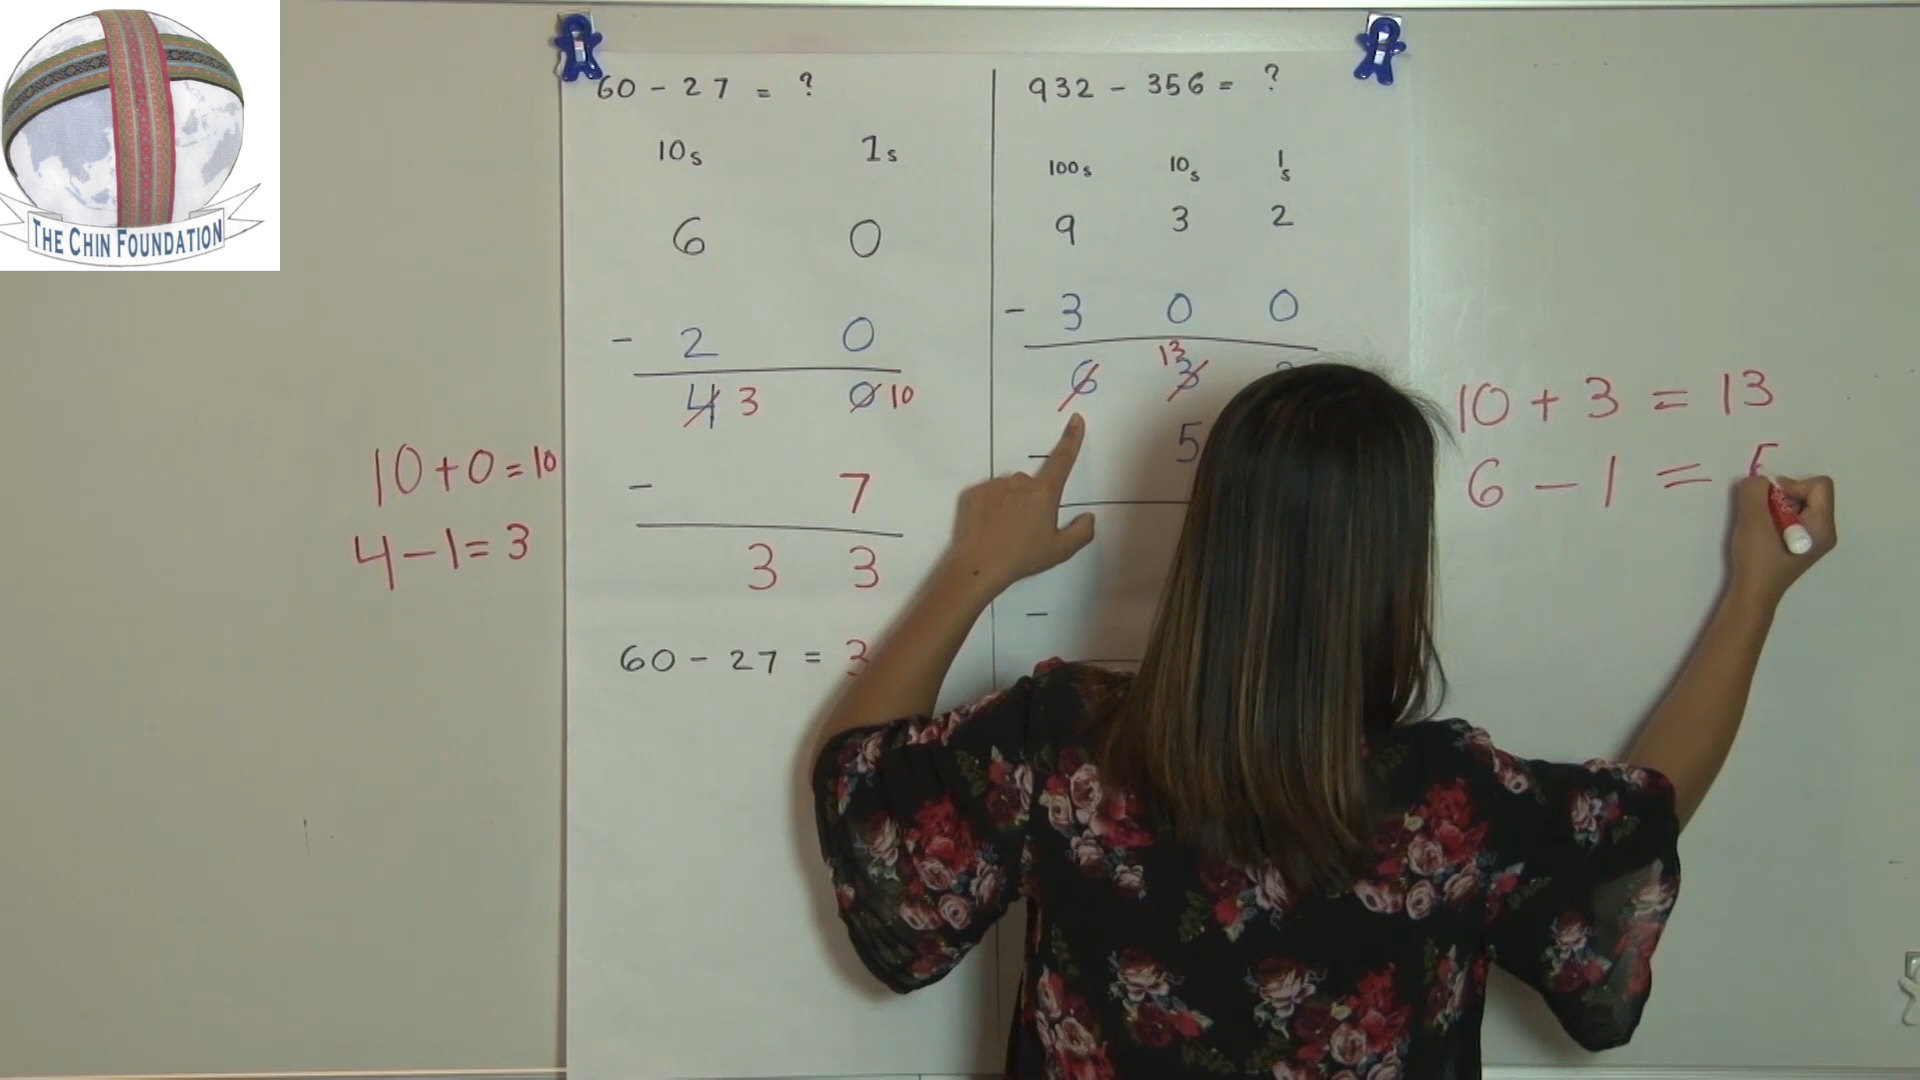 THE CHIN FOUNDATION
60 - 27 = ?
10s 1s
6 0
- 2 0
4 3 0 10
- 7
3 3
60 - 27 = 3
10 + 0 = 10
4 - 1 = 3
932 - 356 = ?
100s 10s 1s
9 3 2
- 3 0 0
13
6 3
- 5
-
10 + 3 = 13
6 - 1 =